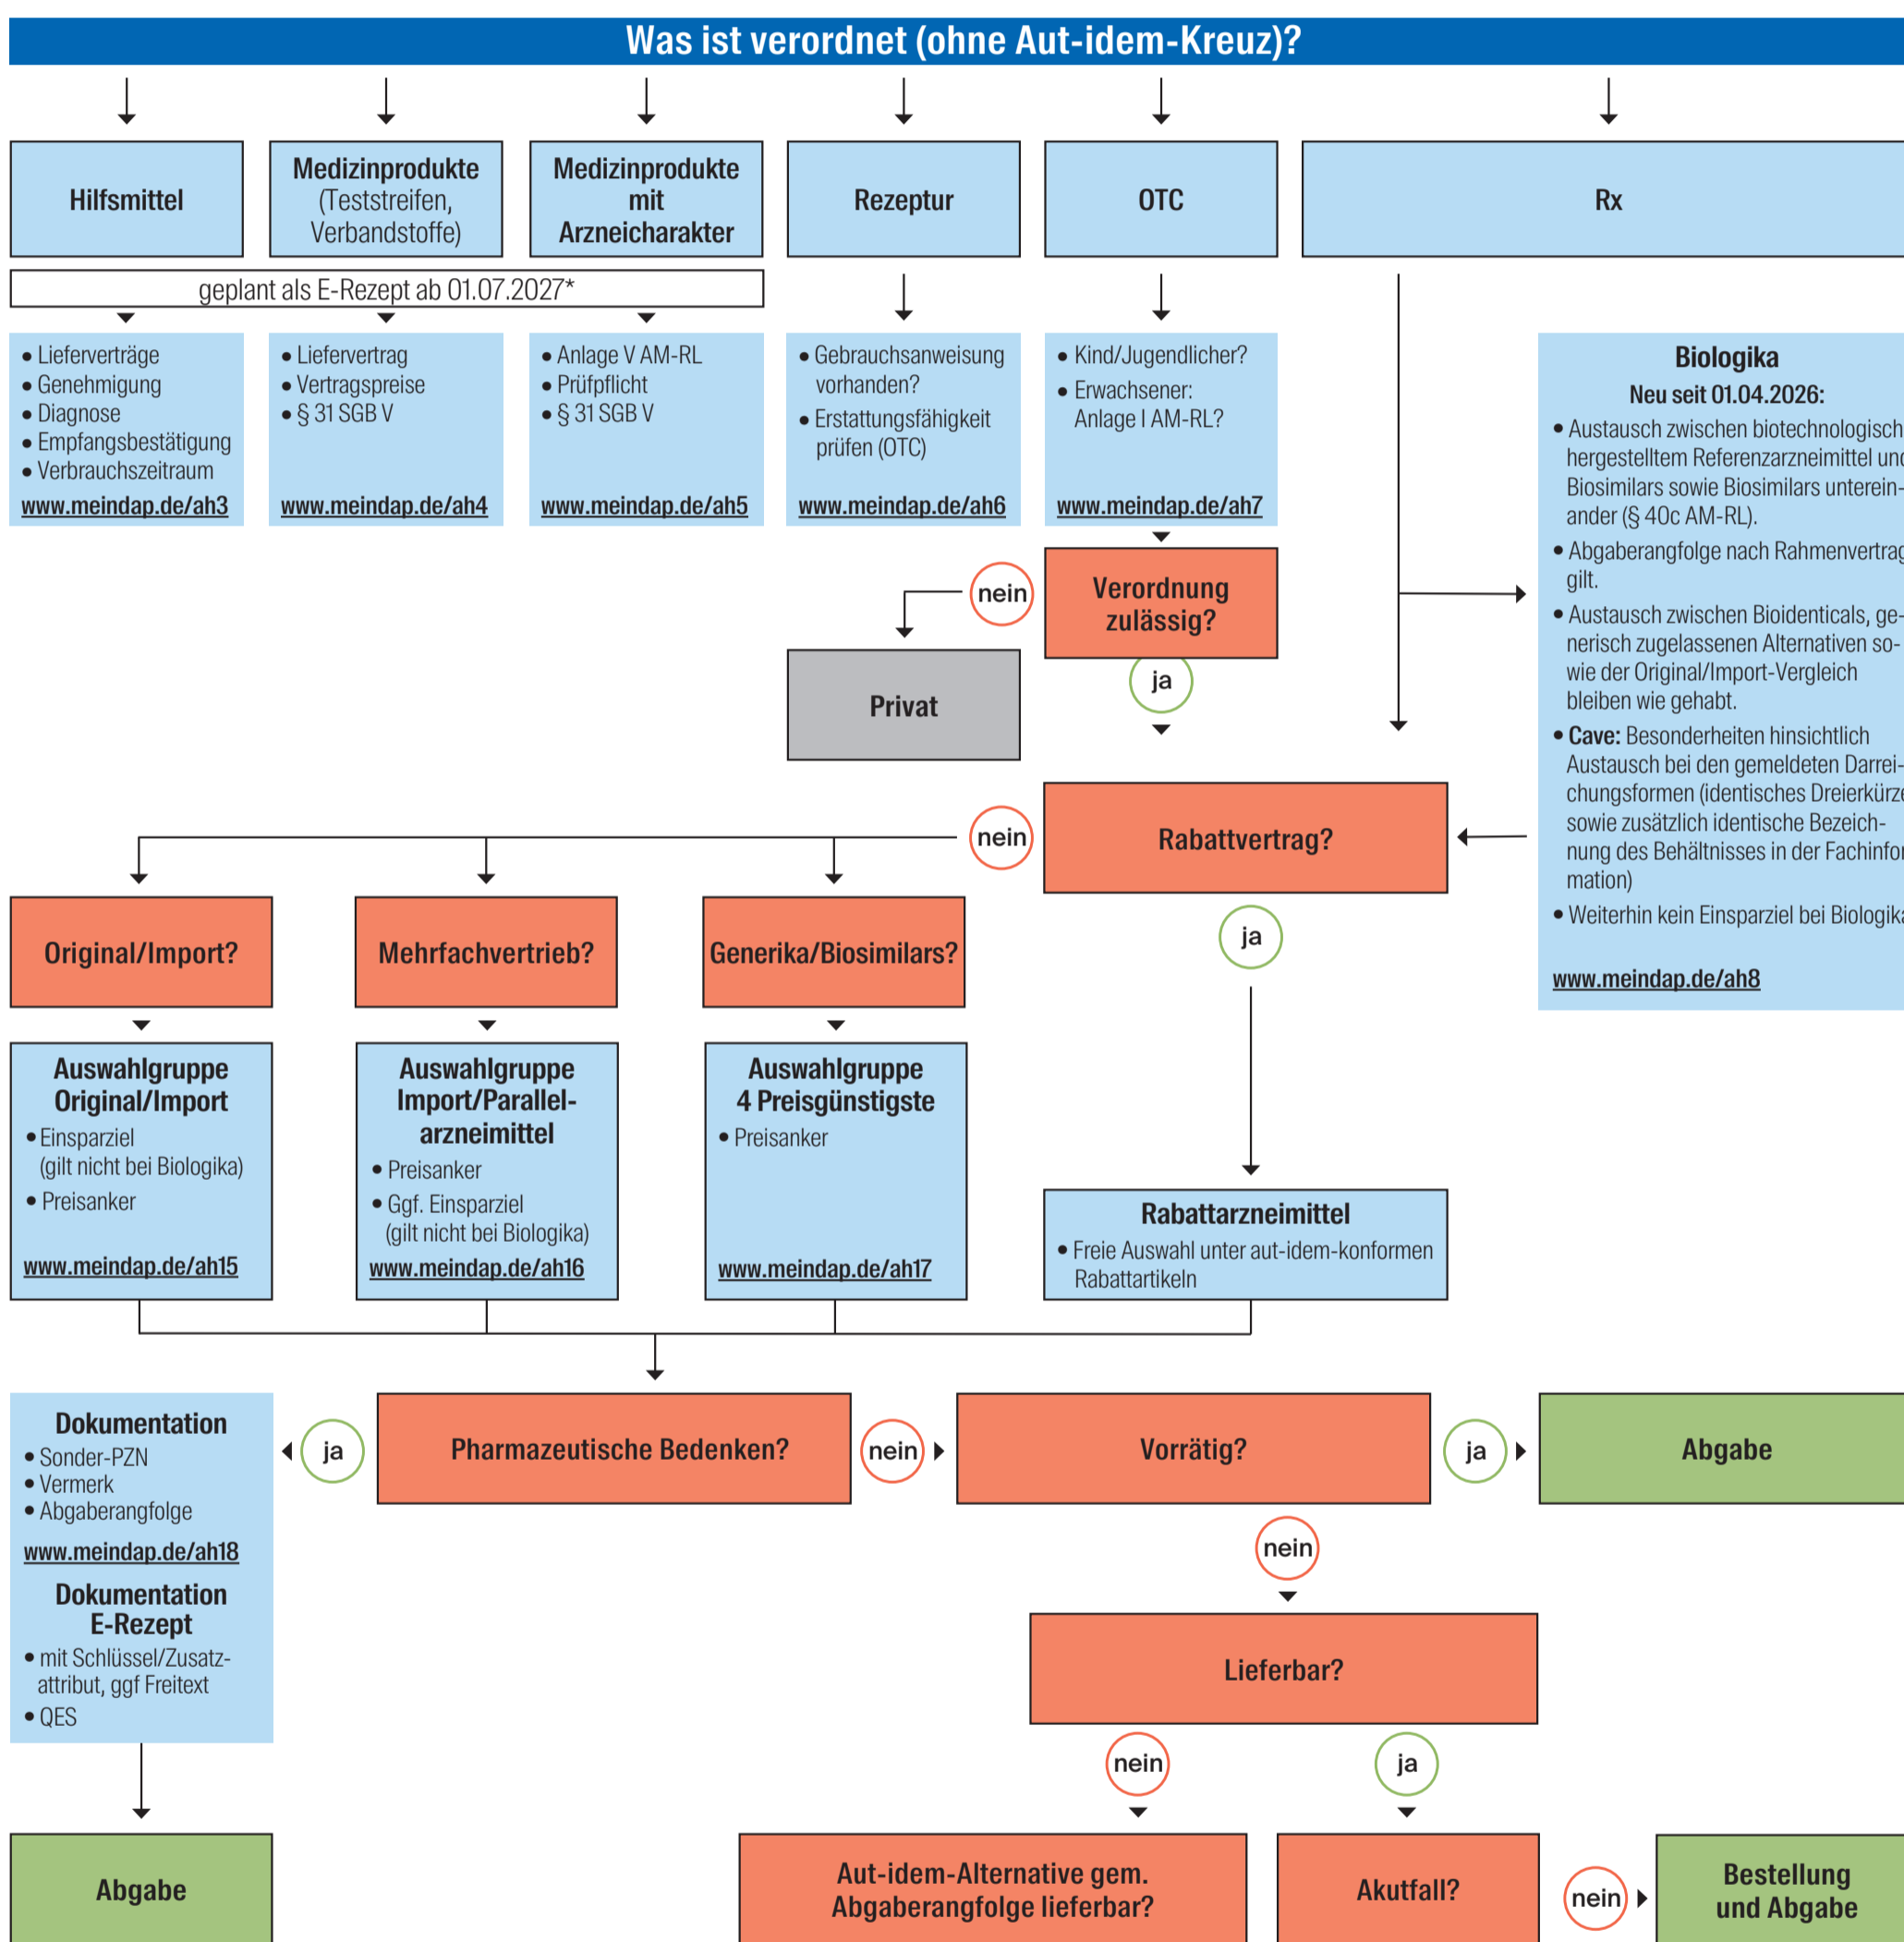 Was ist verordnet (ohne Aut-idem-Kreuz)?
Hilfsmittel
Medizinprodukte
(Teststreifen,
Verbandstoffe)
Medizinprodukte
mit
Arzneicharakter
Rezeptur
OTC
Rx
geplant als E-Rezept ab 01.07.2027*
• Lieferverträge
• Genehmigung
• Diagnose
• Empfangsbestätigung
• Verbrauchszeitraum
www.meindap.de/ah3
• Liefervertrag
• Vertragspreise
• § 31 SGB V
www.meindap.de/ah4
• Anlage V AM-RL
• Prüfpflicht
• § 31 SGB V
www.meindap.de/ah5
• Gebrauchsanweisung
vorhanden?
• Erstattungsfähigkeit
prüfen (OTC)
www.meindap.de/ah6
• Kind/Jugendlicher?
• Erwachsener:
Anlage I AM-RL?
www.meindap.de/ah7
Biologika
Neu seit 01.04.2026:
• Austausch zwischen biotechnologisch
hergestelltem Referenzarzneimittel und
Biosimilars sowie Biosimilars unterein-
ander (§ 40c AM-RL).
• Abgaberangfolge nach Rahmenvertrag
gilt.
• Austausch zwischen Bioidenticals, ge-
nerisch zugelassenen Alternativen so-
wie der Original/Import-Vergleich
bleiben wie gehabt.
• Cave: Besonderheiten hinsichtlich
Austausch bei den gemeldeten Darrei-
chungsformen (identisches Dreierkürze
sowie zusätzlich identische Bezeich-
nung des Behältnisses in der Fachinfor
mation)
• Weiterhin kein Einsparziel bei Biologika
www.meindap.de/ah8
Verordnung
zulässig?
nein
ja
Privat
Rabattvertrag?
nein
ja
Original/Import?
Mehrfachvertrieb?
Generika/Biosimilars?
Auswahlgruppe
Original/Import
• Einsparziel
(gilt nicht bei Biologika)
• Preisanker
www.meindap.de/ah15
Auswahlgruppe
Import/Parallel-
arzneimittel
• Preisanker
• Ggf. Einsparziel
(gilt nicht bei Biologika)
www.meindap.de/ah16
Auswahlgruppe
4 Preisgünstigste
• Preisanker
www.meindap.de/ah17
Rabattarzneimittel
• Freie Auswahl unter aut-idem-konformen
Rabattartikeln
Dokumentation
• Sonder-PZN
• Vermerk
• Abgaberangfolge
www.meindap.de/ah18
Dokumentation
E-Rezept
• mit Schlüssel/Zusatz-
attribut, ggf Freitext
• QES
ja
Pharmazeutische Bedenken?
nein
Vorrätig?
ja
Abgabe
nein
Lieferbar?
nein
ja
Abgabe
Aut-idem-Alternative gem.
Abgaberangfolge lieferbar?
Akutfall?
nein
Bestellung
und Abgabe